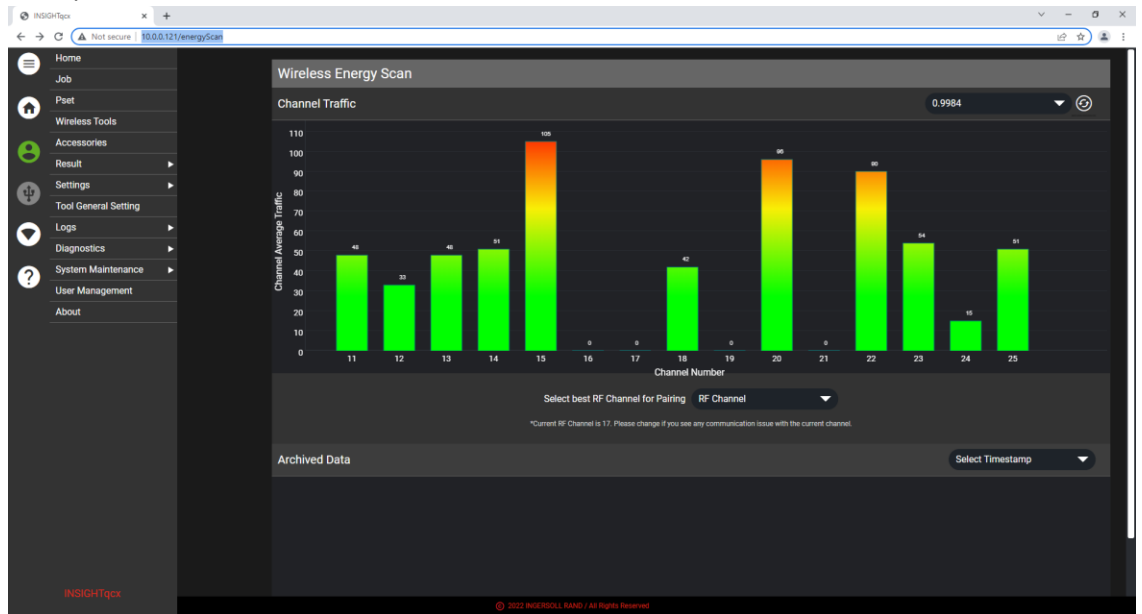 INSIGHTqcx
Not secure | 10.0.0.121/energyScan
Home
Job
Pset
Wireless Tools
Accessories
Result
Settings
Tool General Setting
Logs
Diagnostics
System Maintenance
User Management
About
INSIGHTqcx
Wireless Energy Scan
Channel Traffic
0.9984
Channel Average Traffic
110
100
90
80
70
60
50
40
30
20
10
0
48
33
48
51
105
0
0
42
0
96
0
90
54
15
51
11 12 13 14 15 16 17 18 19 20 21 22 23 24 25
Channel Number
Select best RF Channel for Pairing RF Channel
*Current RF Channel is 17. Please change if you see any communication issue with the current channel.
Archived Data
Select Timestamp
© 2022 INGERSOLL RAND / All Rights Reserved